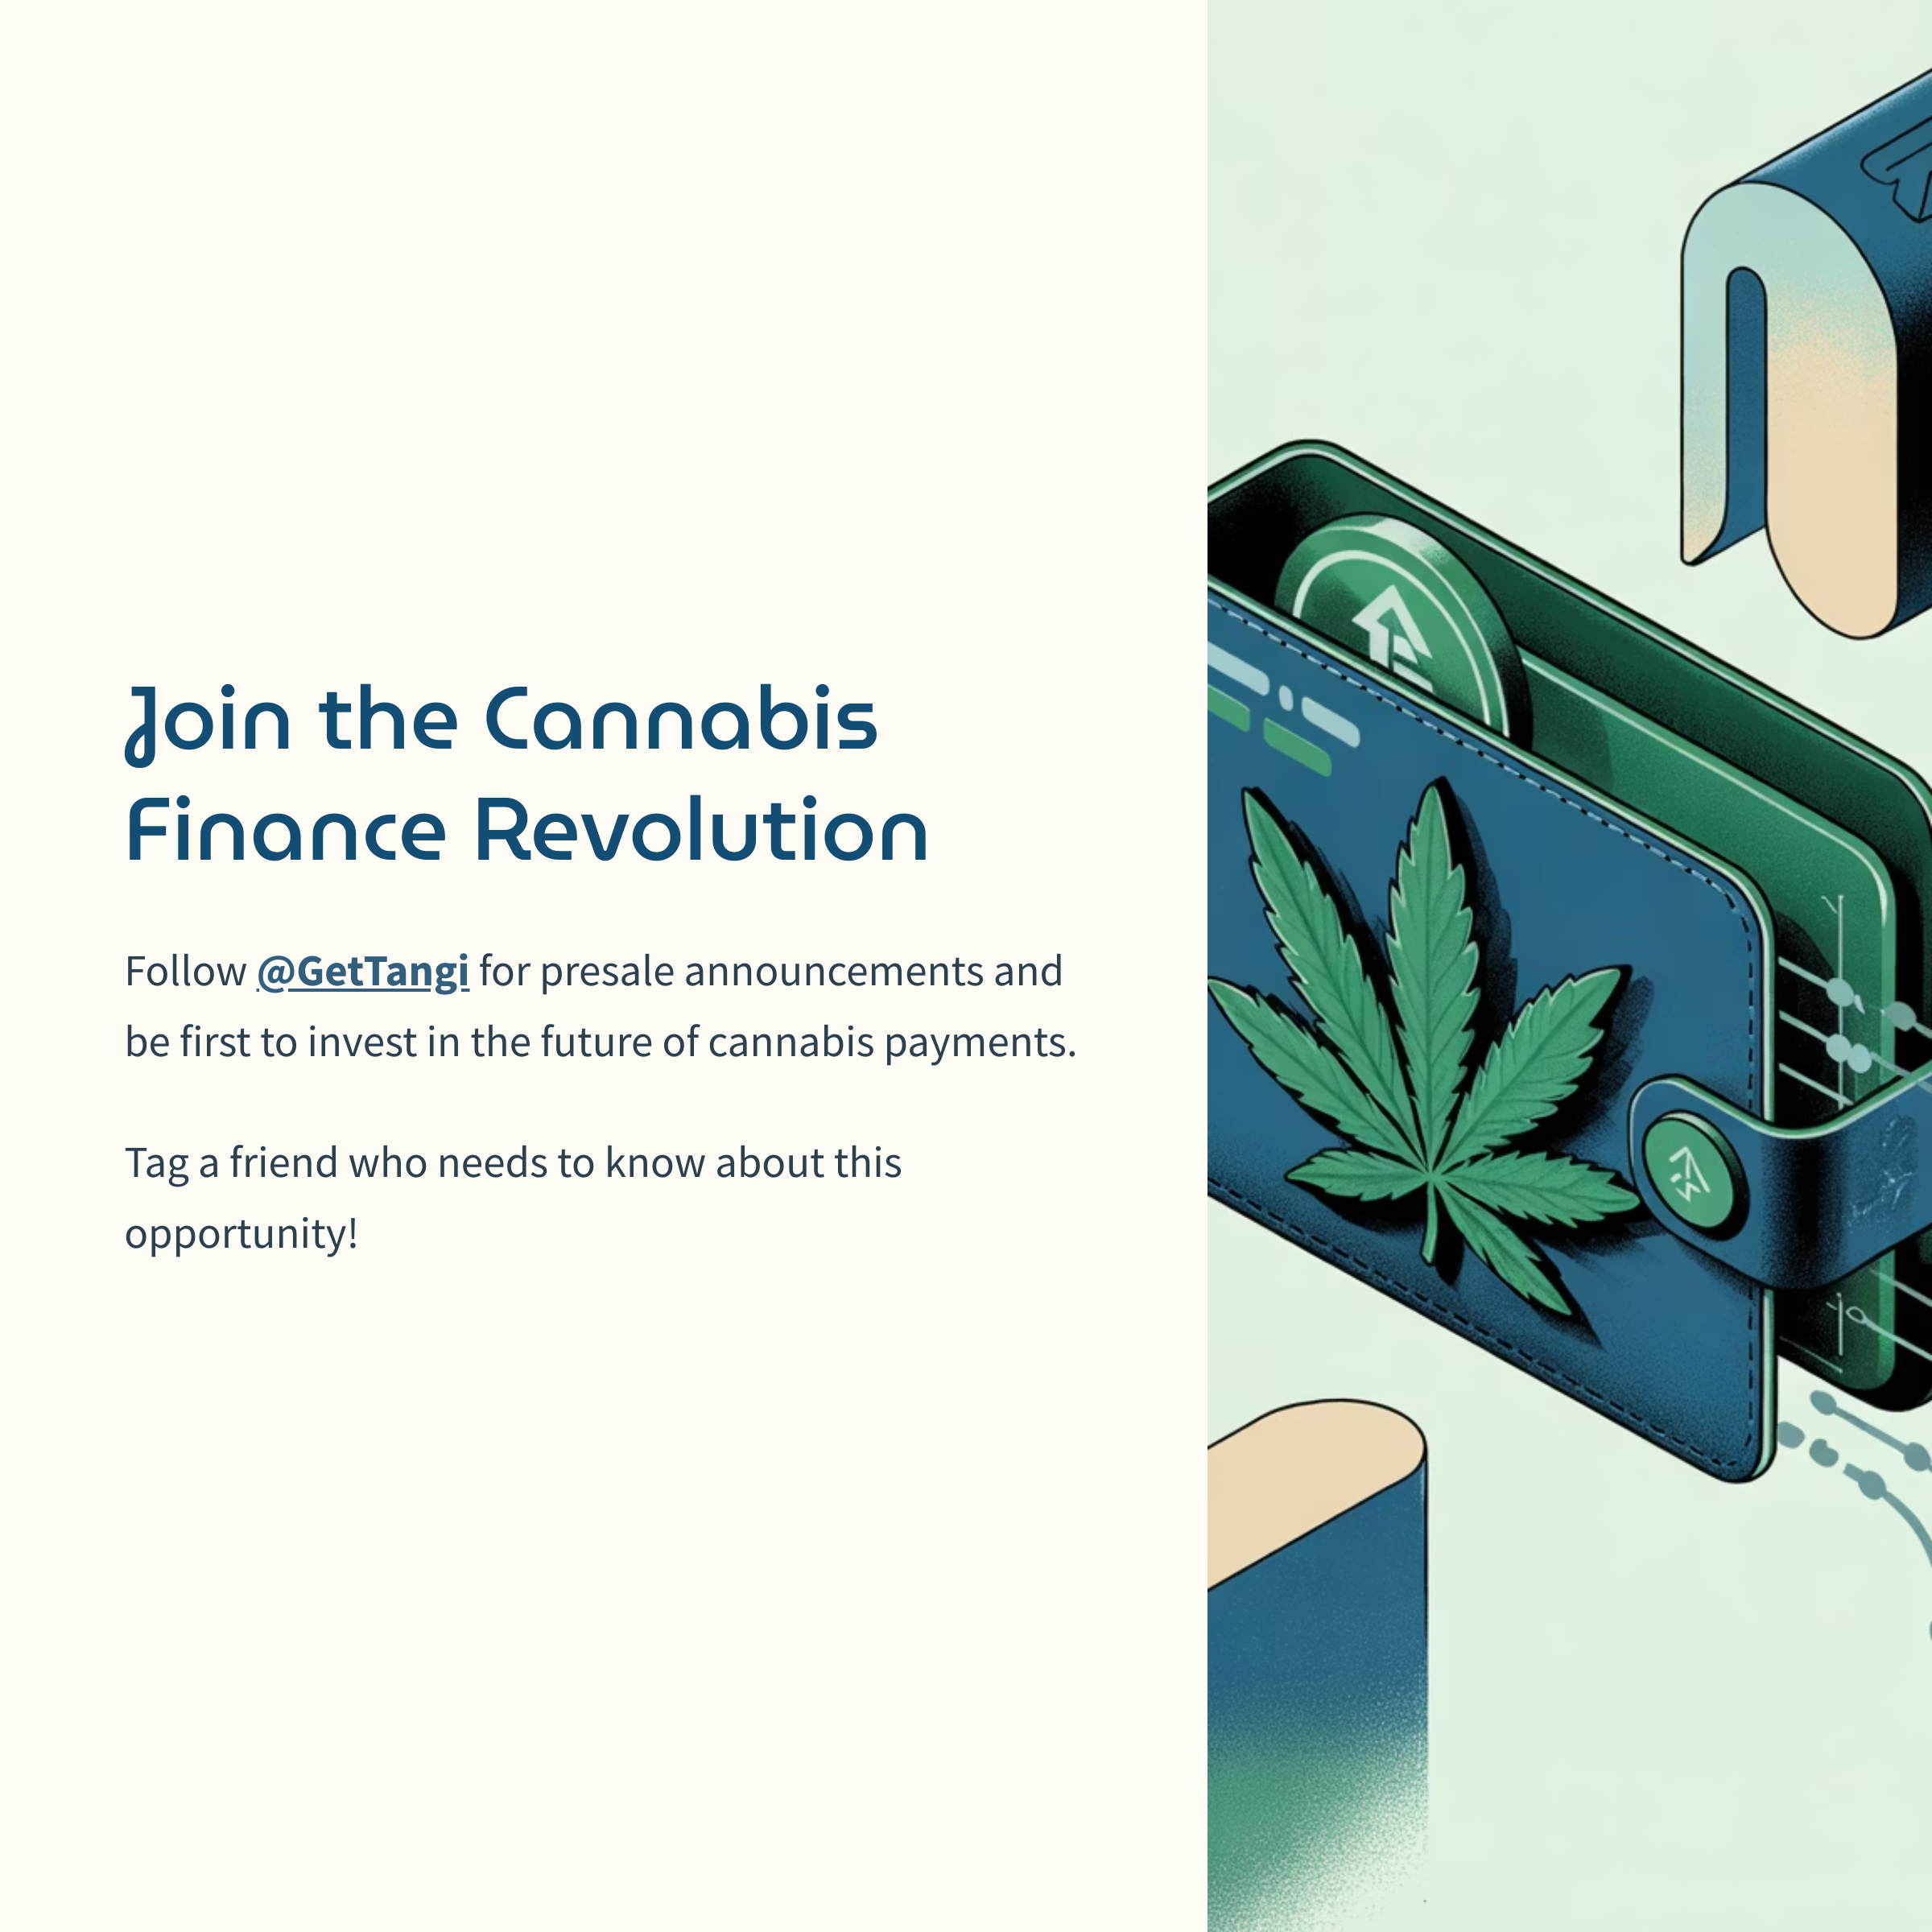 Join the Cannabis
Finance Revolution
Follow @GetTangi for presale announcements and
be first to invest in the future of cannabis payments.
Tag a friend who needs to know about this
opportunity!